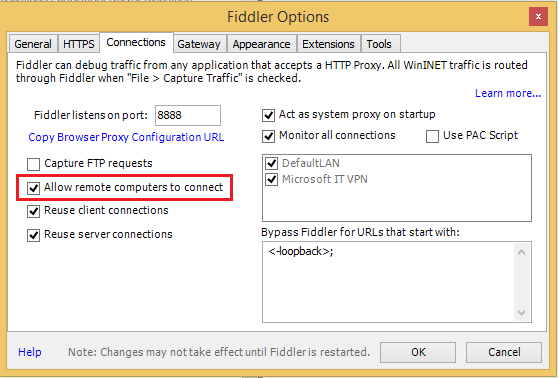 Fiddler Options
x
General HTTPS Connections Gateway Appearance Extensions Tools
Fiddler can debug traffic from any application that accepts a HTTP Proxy. All WinINET traffic is routed
through Fiddler when "File > Capture Traffic" is checked.
Learn more...
Fiddler listens on port: 8888
Copy Browser Proxy Configuration URL
Capture FTP requests
Allow remote computers to connect
Reuse client connections
Reuse server connections
Act as system proxy on startup
Monitor all connections
Use PAC Script
DefaultLAN
Microsoft IT VPN
Bypass Fiddler for URLs that start with:
<-loopback>;
Help
Note: Changes may not take effect until Fiddler is restarted.
OK
Cancel